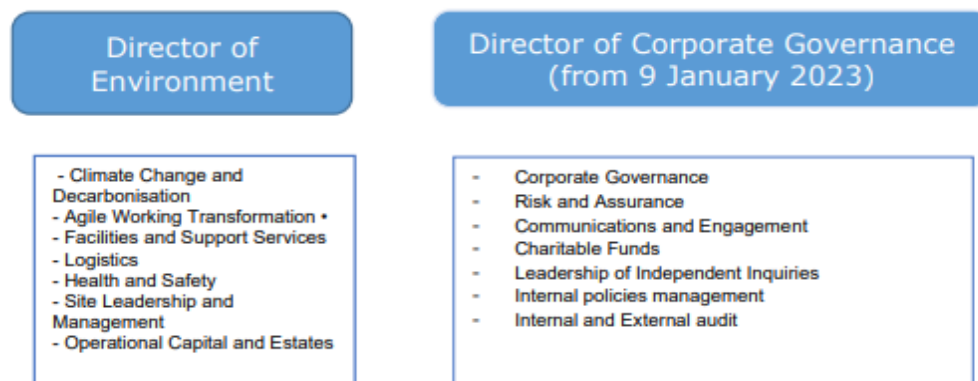 Director of
Environment
Director of Corporate Governance
(from 9 January 2023)
- Climate Change and
Decarbonisation
- Agile Working Transformation •
- Facilities and Support Services
- Logistics
- Health and Safety
- Site Leadership and
Management
- Operational Capital and Estates
- Corporate Governance
- Risk and Assurance
- Communications and Engagement
- Charitable Funds
- Leadership of Independent Inquiries
- Internal policies management
- Internal and External audit